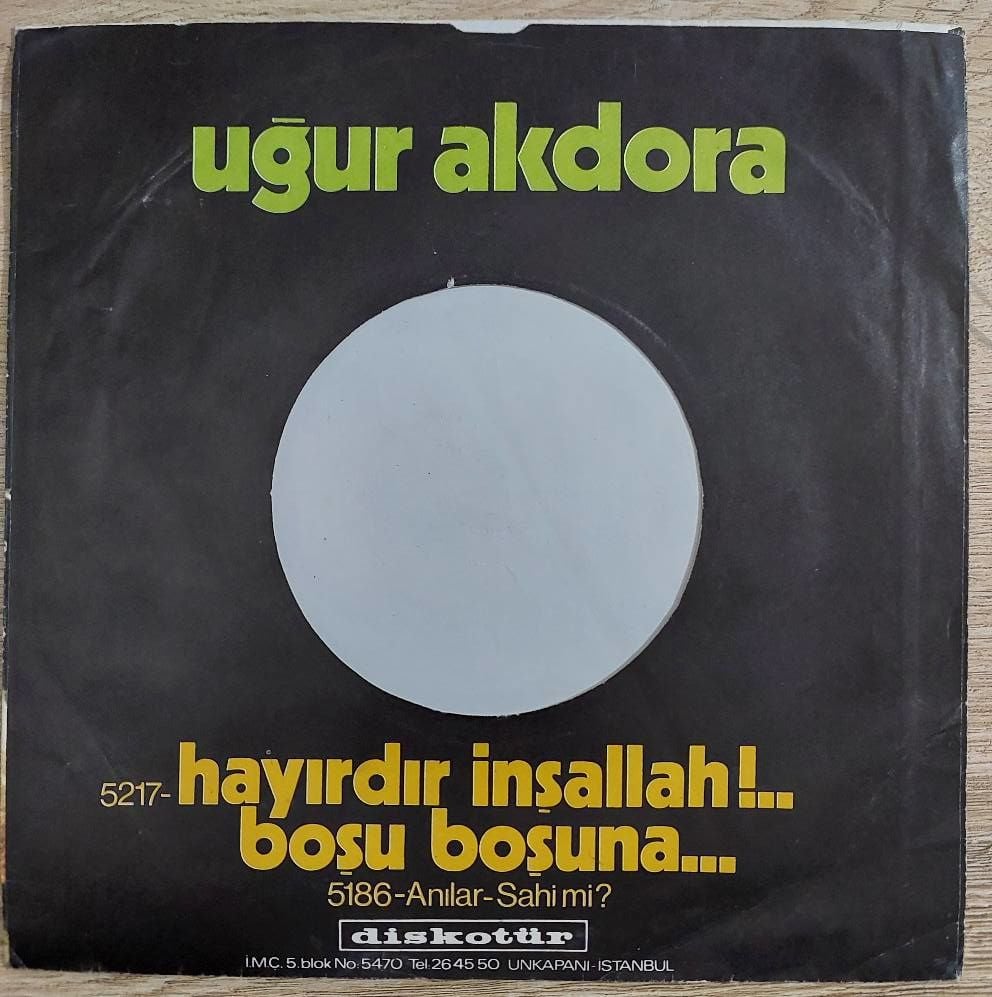 uğur akdora
5217-hayırdır inşallah!..
boşu boşuna...
5186-Anılar-Sahi mi?
diskotür
İ.M.Ç. 5.blok No:5470 Tel:26 45 50 UNKAPANI-İSTANBUL